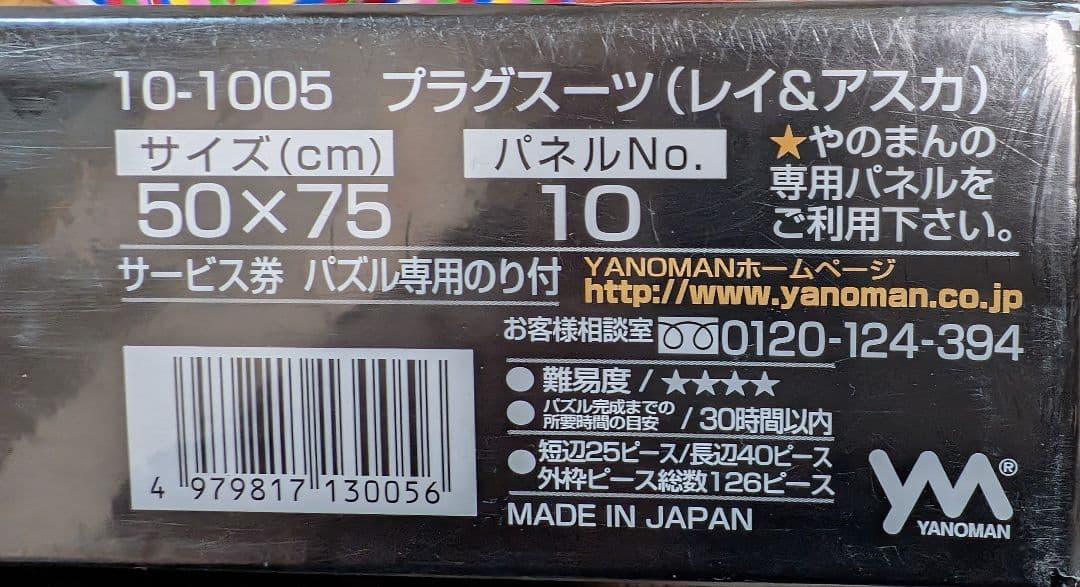 10-1005 プラグスーツ(レイ&アスカ)
サイズ(cm)
50×75
パネルNo.
10
★やのまんの
専用パネルを
ご利用下さい。
サービス券 パズル専用のり付
YANOMANホームページ
http://www.yanoman.co.jp
お客様相談室 0120-124-394
●難易度/★★★★
●パズル完成までの
所要時間の目安/30時間以内
●短辺25ピース/長辺40ピース
外枠ピース総数126ピース
MADE IN JAPAN
4 979817 130056
YM®
YANOMAN